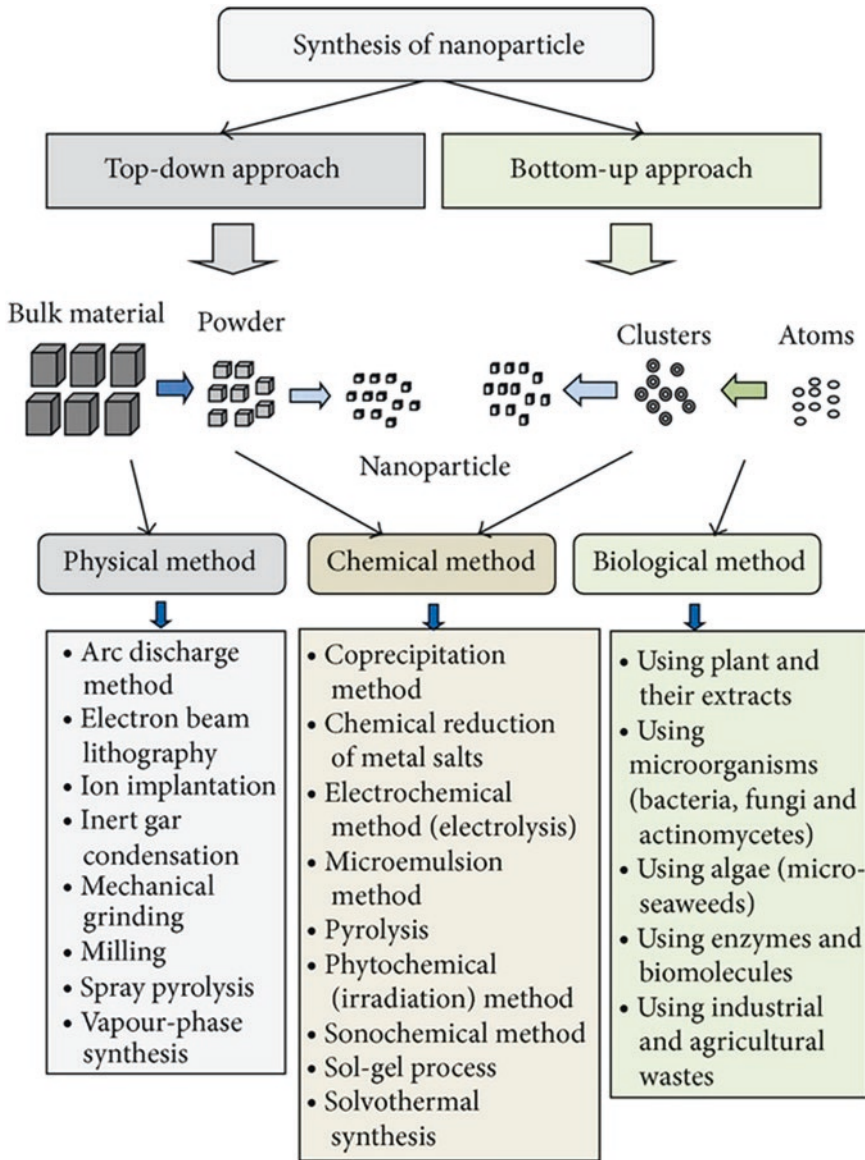 Synthesis of nanoparticle
Top-down approach
Bottom-up approach
Bulk material
Powder
Clusters
Atoms
Nanoparticle
Physical method
Chemical method
Biological method
• Arc discharge
method
• Electron beam
lithography
• Ion implantation
• Inert gar
condensation
• Mechanical
grinding
• Milling
• Spray pyrolysis
• Vapour-phase
synthesis
• Coprecipitation
method
• Chemical reduction
of metal salts
• Electrochemical
method (electrolysis)
• Microemulsion
method
• Pyrolysis
• Phytochemical
(irradiation) method
• Sonochemical method
• Sol-gel process
• Solvothermal
synthesis
• Using plant and
their extracts
• Using
microorganisms
(bacteria, fungi and
actinomycetes)
• Using algae (micro-
seaweeds)
• Using enzymes and
biomolecules
• Using industrial
and agricultural
wastes